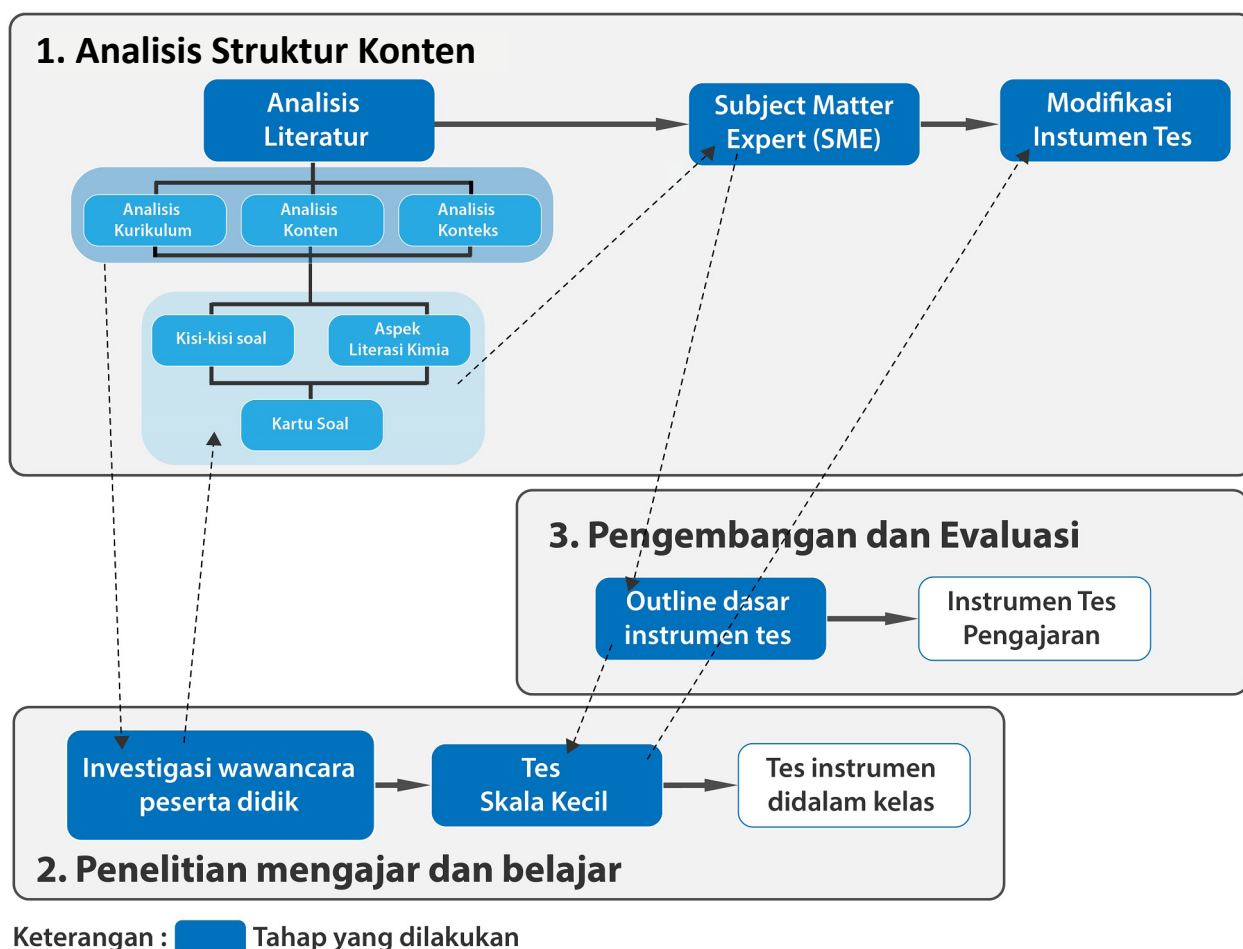 1. Analisis Struktur Konten
Analisis
Literatur
Subject Matter
Expert (SME)
Modifikasi
Instumen Tes
Analisis
Kurikulum
Analisis
Konten
Analisis
Konteks
Kisi-kisi soal
Aspek
Literasi Kimia
Kartu Soal
3. Pengembangan dan Evaluasi
Outline dasar
instrumen tes
Instrumen Tes
Pengajaran
Investigasi wawancara
peserta didik
Tes
Skala Kecil
Tes instrumen
didalam kelas
2. Penelitian mengajar dan belajar
Keterangan : Tahap yang dilakukan